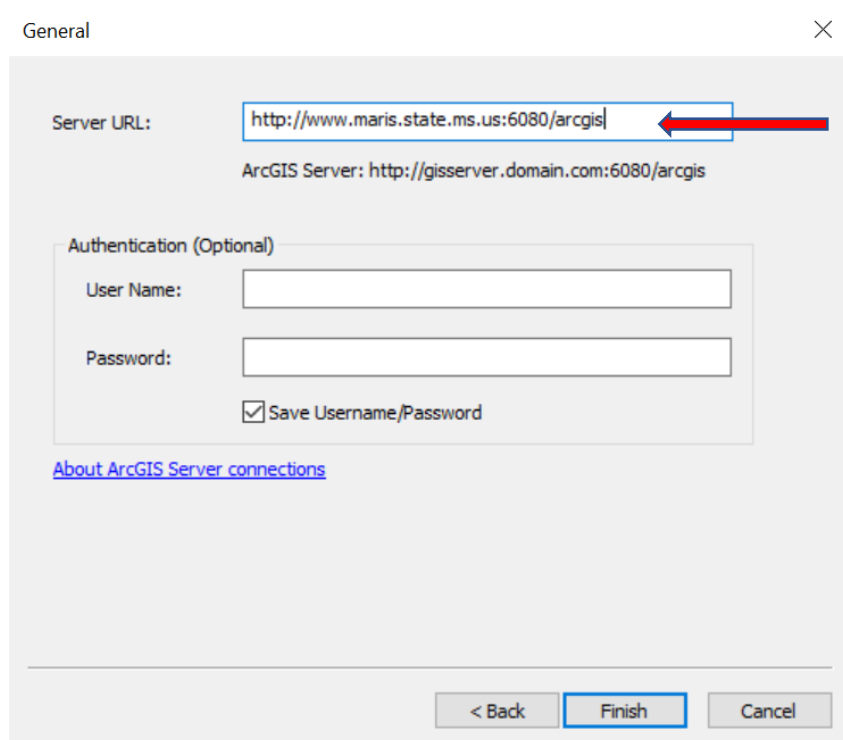 General
Server URL:
http://www.maris.state.ms.us:6080/arcgis
ArcGIS Server: http://gisserver.domain.com:6080/arcgis
Authentication (Optional)
User Name:
Password:
Save Username/Password
About ArcGIS Server connections
< Back
Finish
Cancel